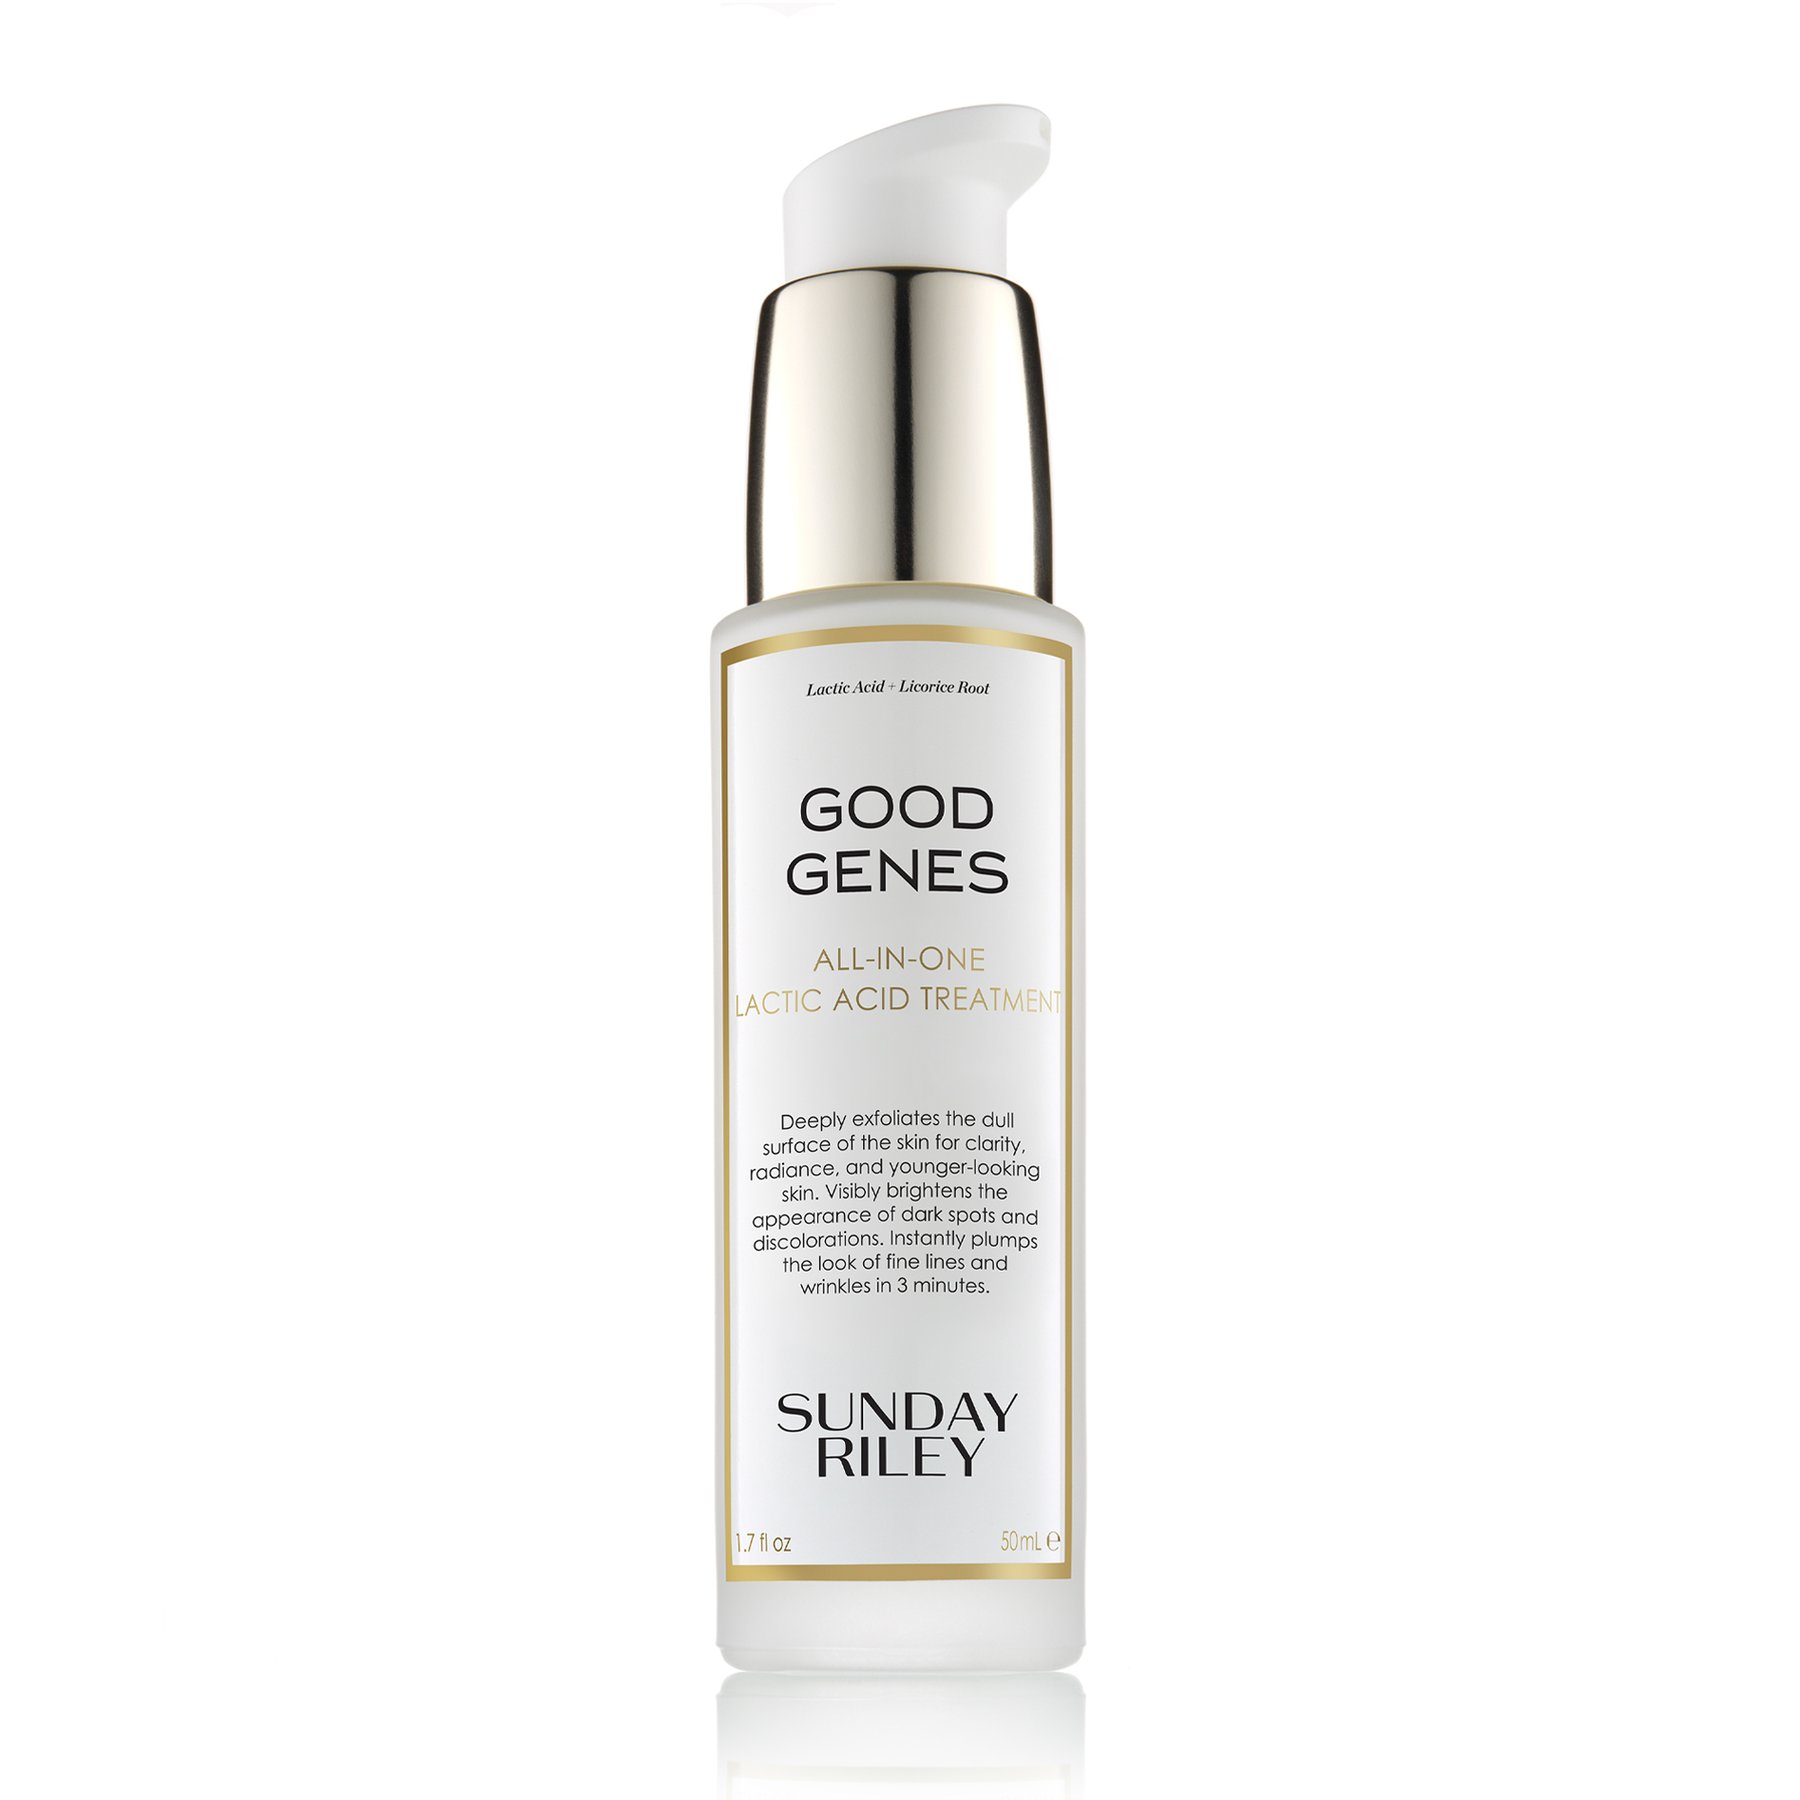 Lactic Acid + Licorice Root
GOOD
GENES
ALL-IN-ONE
LACTIC ACID TREATMENT
Deeply exfoliates the dull
surface of the skin for clarity,
radiance, and younger-looking
skin. Visibly brightens the
appearance of dark spots and
discolorations. Instantly plumps
the look of fine lines and
wrinkles in 3 minutes.
SUNDAY
RILEY
1.7 fl oz 50mL ℮